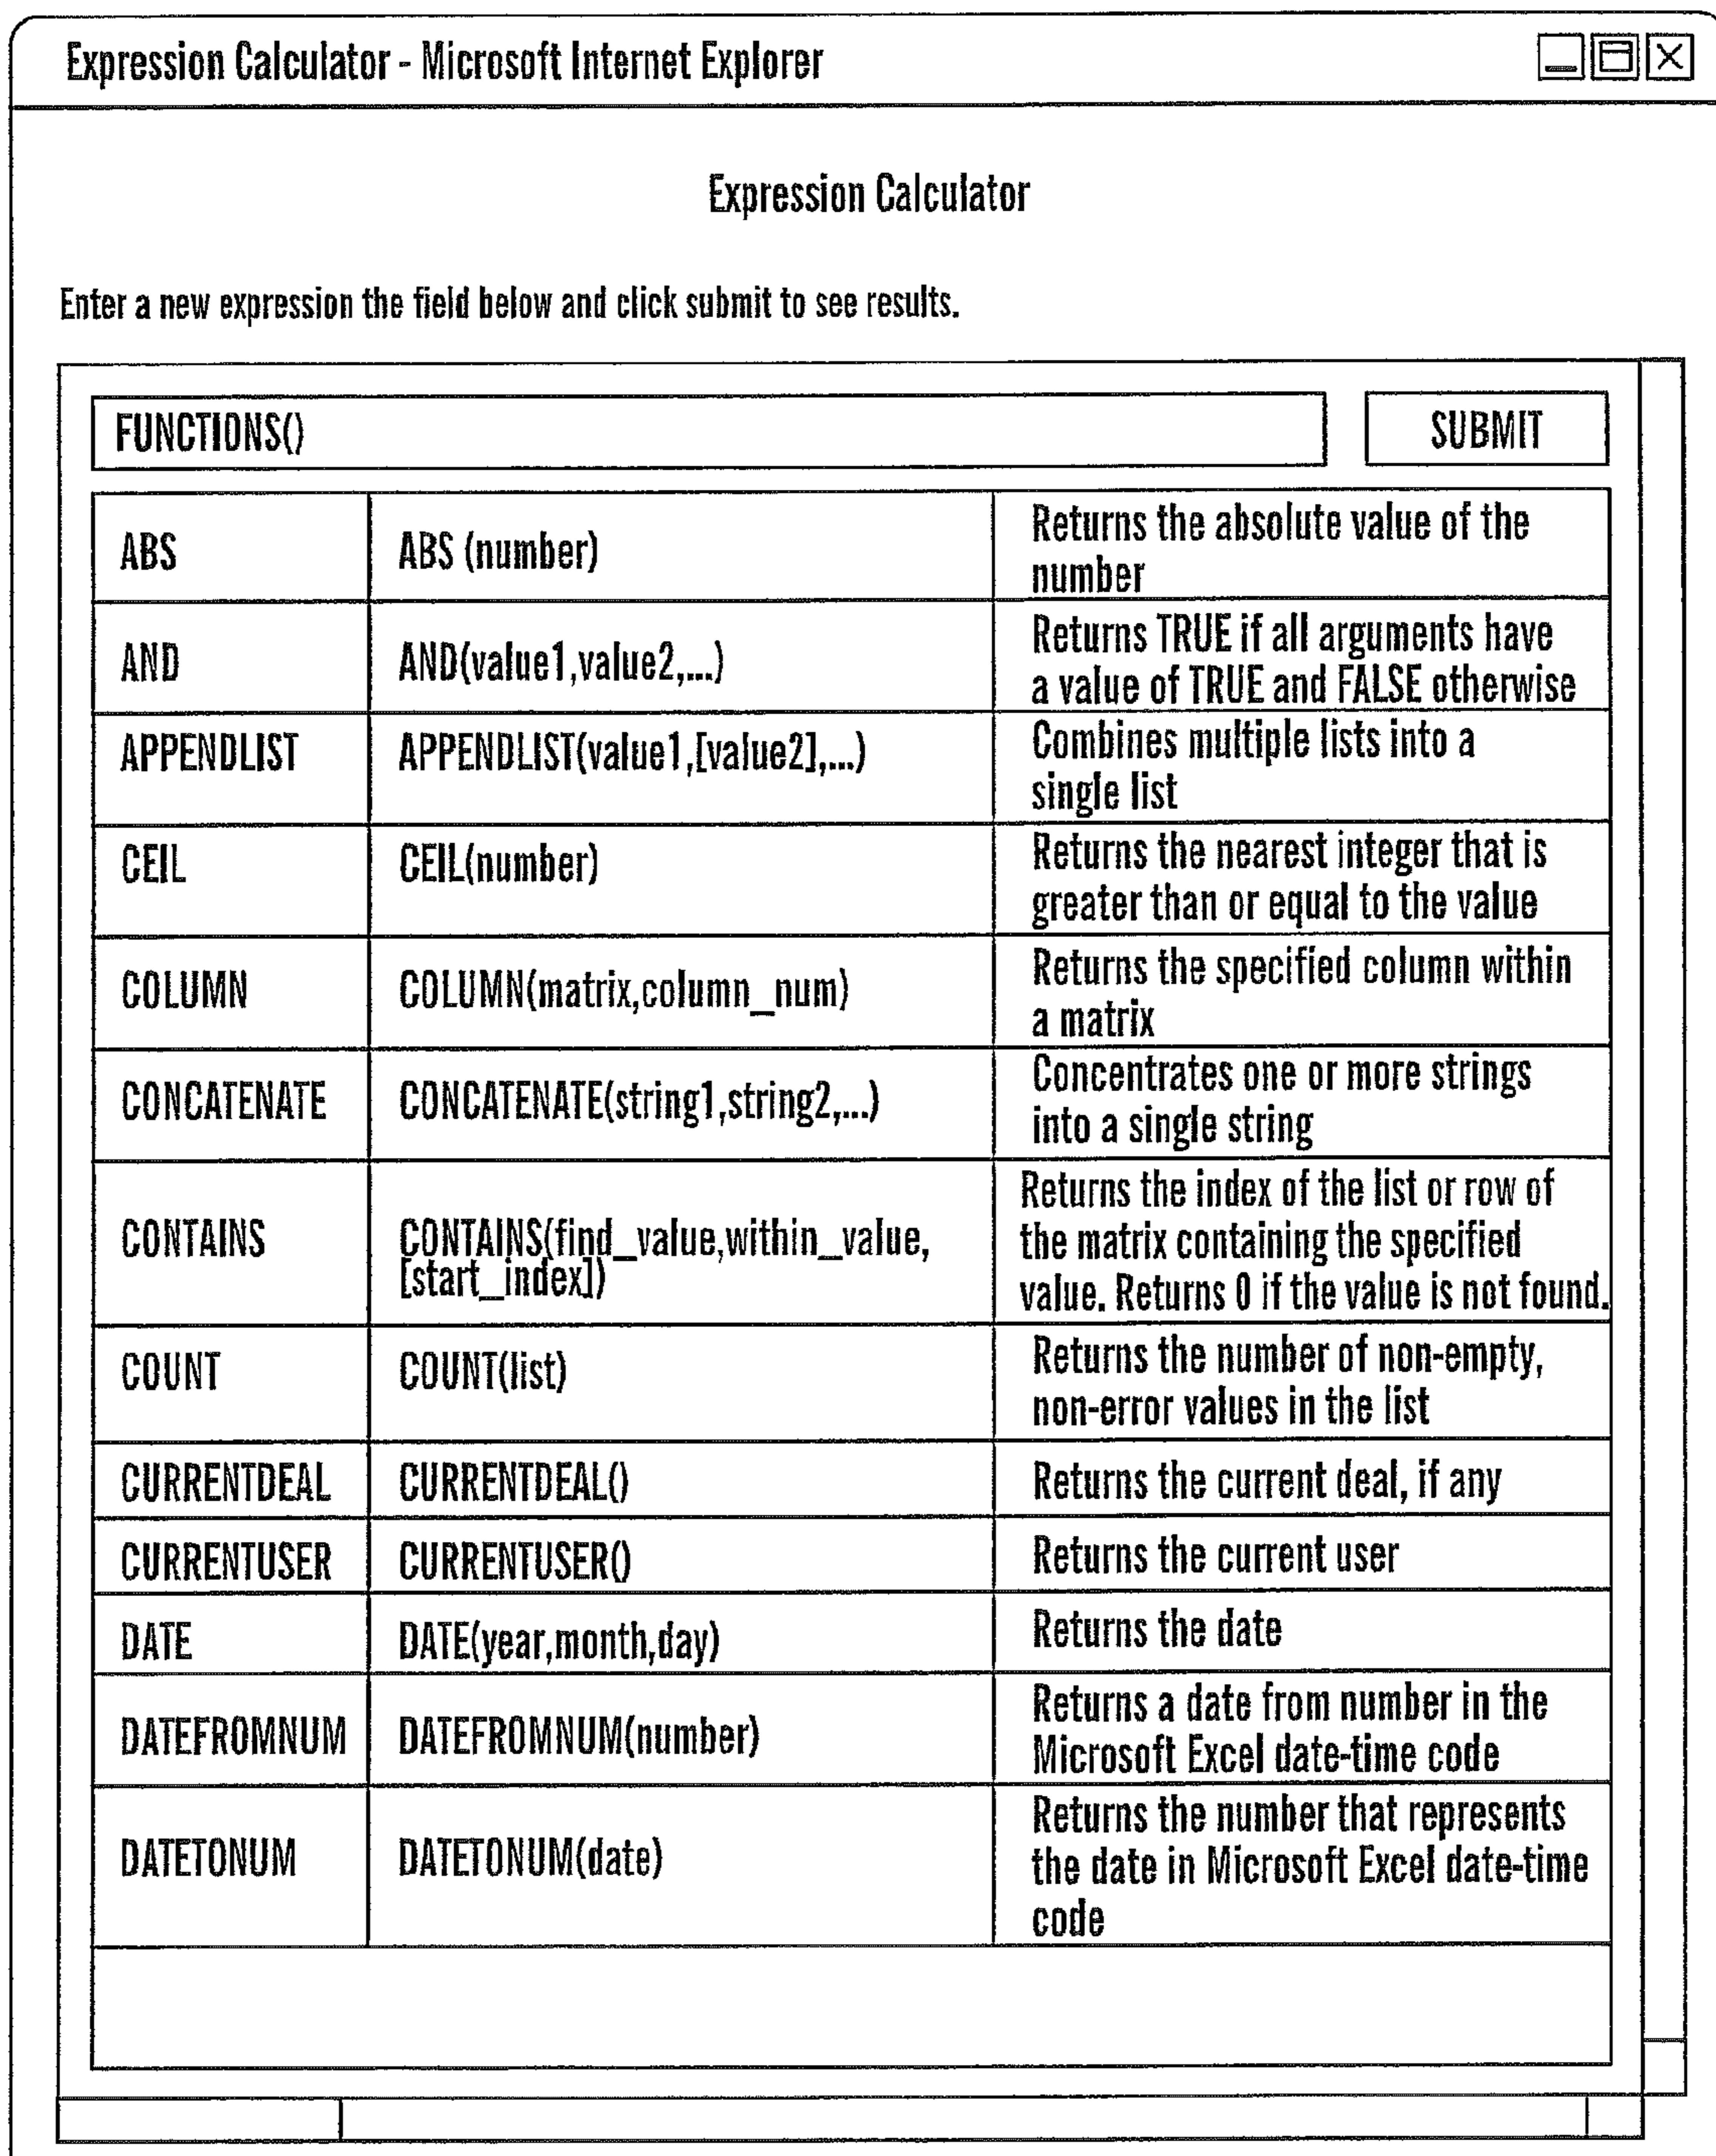 Expression Calculator - Microsoft Internet Explorer
Expression Calculator
Enter a new expression the field below and click submit to see results.
FUNCTIONS() SUBMIT
ABS ABS (number) Returns the absolute value of the
number
AND AND(value1,value2,...) Returns TRUE if all arguments have
a value of TRUE and FALSE otherwise
APPENDLIST APPENDLIST(value1,[value2],...) Combines multiple lists into a
single list
CEIL CEIL(number) Returns the nearest integer that is
greater than or equal to the value
COLUMN COLUMN(matrix,column_num) Returns the specified column within
a matrix
CONCATENATE CONCATENATE(string1,string2,...) Concentrates one or more strings
into a single string
CONTAINS CONTAINS(find_value,within_value,
[start_index]) Returns the index of the list or row of
the matrix containing the specified
value. Returns 0 if the value is not found.
COUNT COUNT(list) Returns the number of non-empty,
non-error values in the list
CURRENTDEAL CURRENTDEAL() Returns the current deal, if any
CURRENTUSER CURRENTUSER() Returns the current user
DATE DATE(year,month,day) Returns the date
DATEFROMNUM DATEFROMNUM(number) Returns a date from number in the
Microsoft Excel date-time code
DATETONUM DATETONUM(date) Returns the number that represents
the date in Microsoft Excel date-time
code